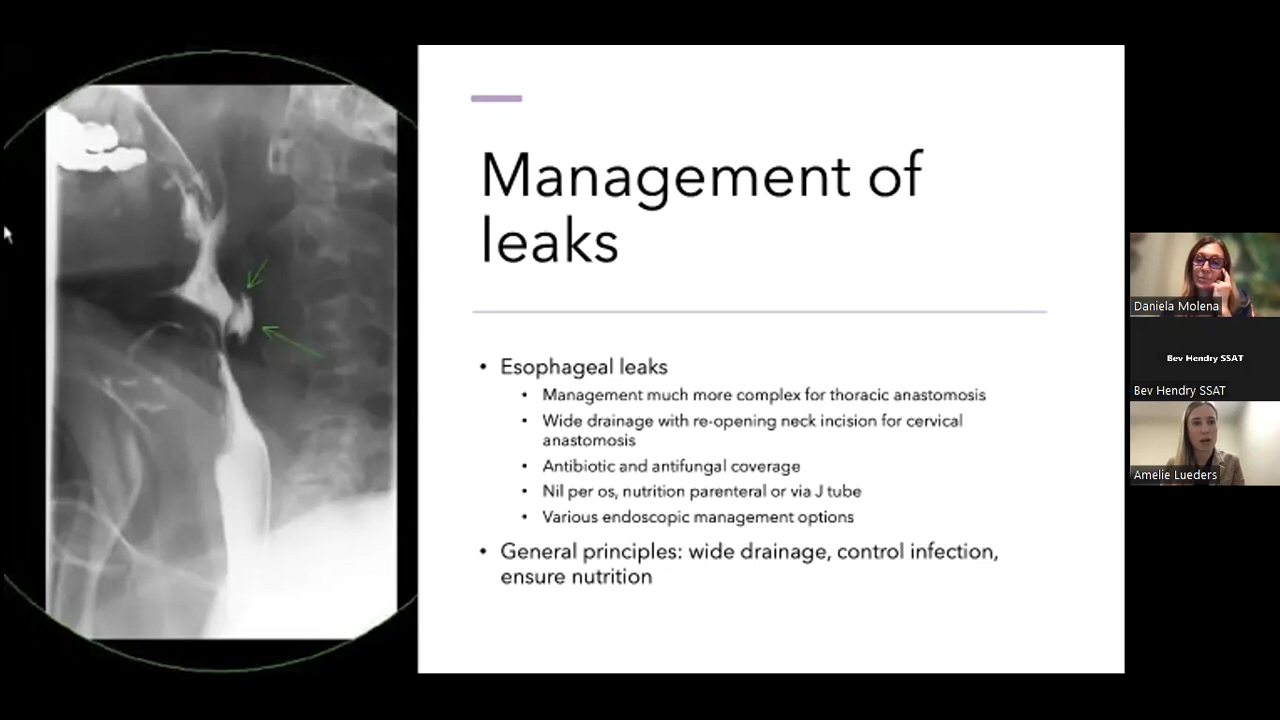 Management of
leaks
• Esophageal leaks
• Management much more complex for thoracic anastomosis
• Wide drainage with re-opening neck incision for cervical
anastomosis
• Antibiotic and antifungal coverage
• Nil per os, nutrition parenteral or via J tube
• Various endoscopic management options
• General principles: wide drainage, control infection,
ensure nutrition
Daniela Molena
Bev Hendry SSAT
Bev Hendry SSAT
Amelie Lueders